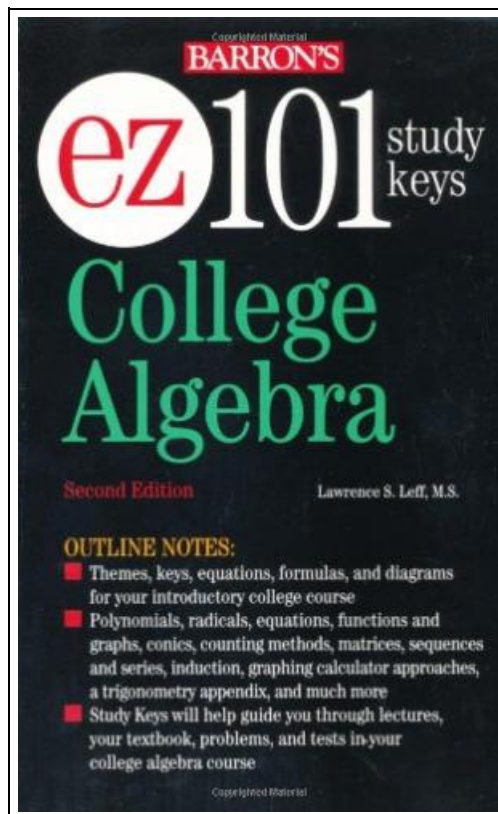 Copyrighted Material
BARRON'S
ez 101 study
keys
College
Algebra
Second Edition
Lawrence S. Leff, M.S.
OUTLINE NOTES:
Themes, keys, equations, formulas, and diagrams
for your introductory college course
Polynomials, radicals, equations, functions and
graphs, conics, counting methods, matrices, sequences
and series, induction, graphing calculator approaches,
a trigonometry appendix, and much more
Study Keys will help guide you through lectures,
your textbook, problems, and tests in your
college algebra course
Copyrighted Material